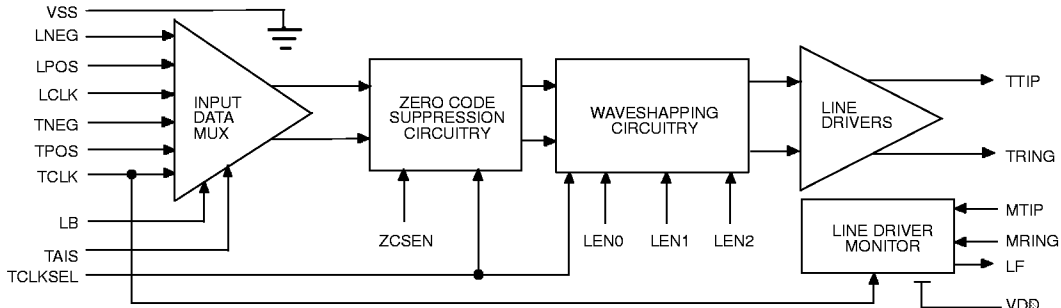 VSS
LNEG
LPOS
LCLK
TNEG
TPOS
TCLK
LB
TAIS
TCLKSEL
INPUT
DATA
MUX
ZERO CODE
SUPPRESSION
CIRCUITRY
ZCSEN
WAVESHAPPING
CIRCUITRY
LEN0
LEN1
LEN2
LINE
DRIVERS
TTIP
TRING
LINE DRIVER
MONITOR
MTIP
MRING
LF
VDD